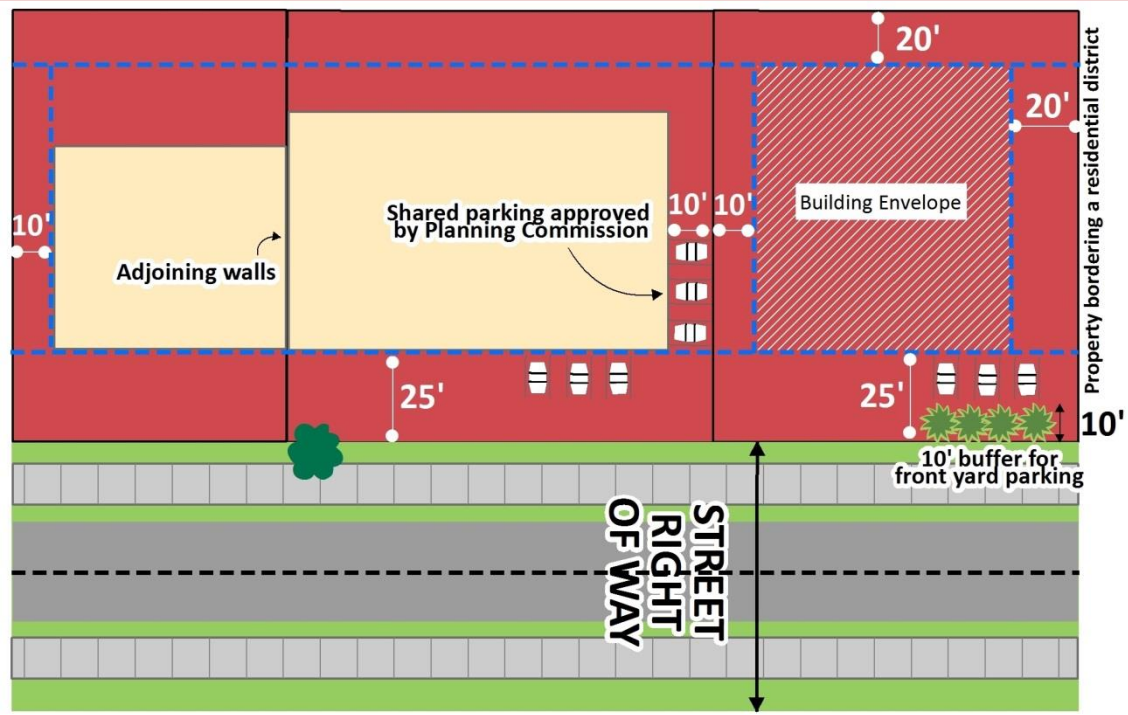 20'
20'
Property bordering a residential district
10'
Adjoining walls
Shared parking approved
by Planning Commission
10'
10'
Building Envelope
25'
25'
10'
10' buffer for
front yard parking
STREET
RIGHT
OF WAY